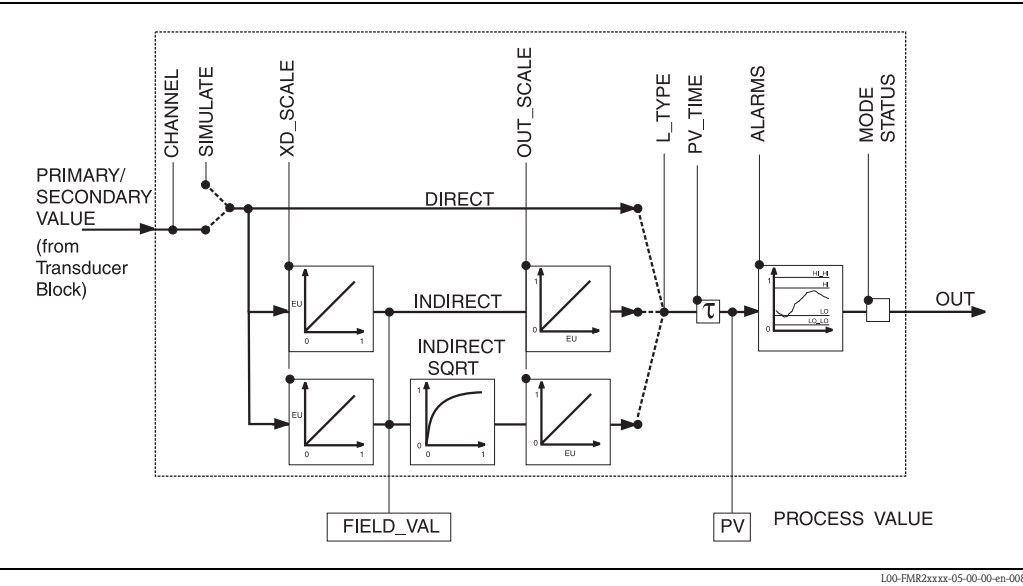 CHANNEL
SIMULATE
XD_SCALE
OUT_SCALE
L_TYPE
PV_TIME
ALARMS
MODE
STATUS
PRIMARY/
SECONDARY
VALUE
(from
Transducer
Block)
DIRECT
EU
0
1
INDIRECT
1
0
EU
τ
1
0
HI_HI
HI
LO
LO_LO
OUT
INDIRECT
SQRT
EU
0
1
1
0
0
1
1
0
EU
FIELD_VAL
PV
PROCESS VALUE
L00-FMR2xxxx-05-00-00-en-008